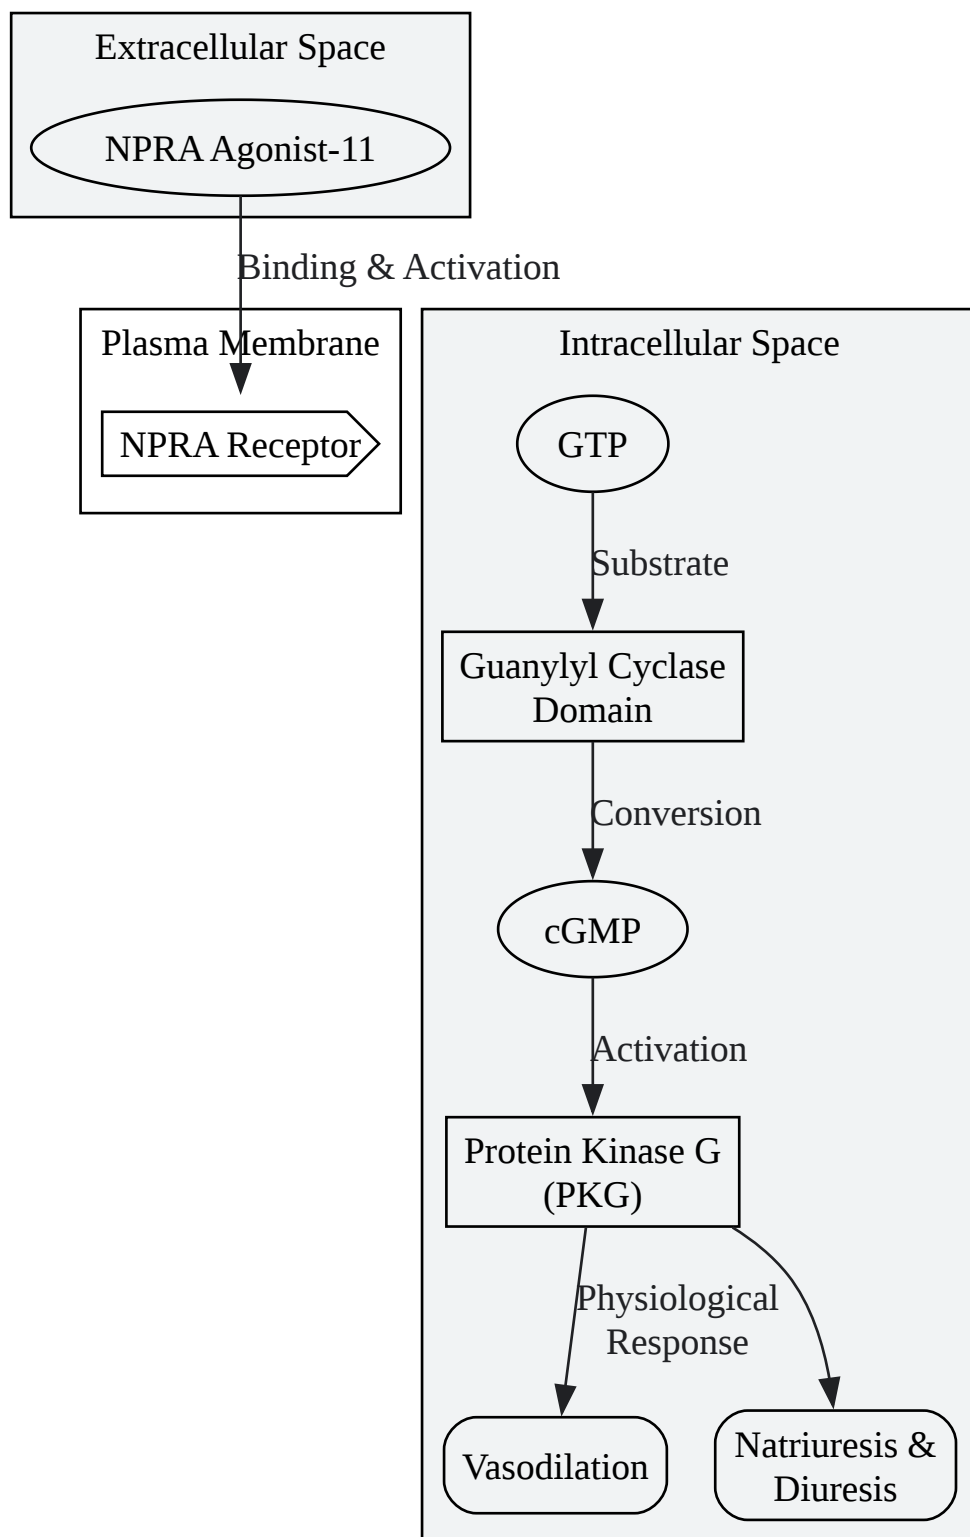 Extracellular Space
NPRA Agonist-11
Binding & Activation
Plasma Membrane
NPRA Receptor
Intracellular Space
GTP
Substrate
Guanylyl Cyclase
Domain
Conversion
cGMP
Activation
Protein Kinase G
(PKG)
Physiological
Response
Vasodilation
Natriuresis &
Diuresis